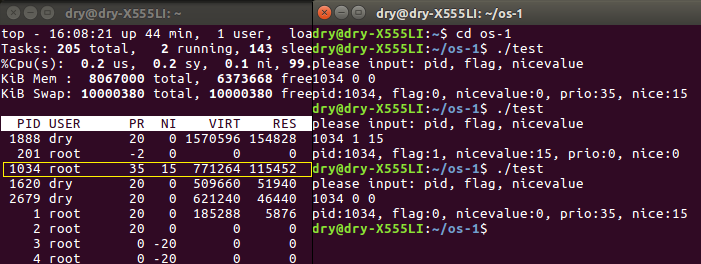 dry@dry-X555LI: ~
top - 16:08:21 up 44 min,  1 user,  loa
Tasks: 205 total,   2 running, 143 slee
%Cpu(s):  0.2 us,  0.2 sy,  0.1 ni, 99.
KiB Mem :  8067000 total,  6373668 free
KiB Swap: 10000380 total, 10000380 free
PID USER      PR  NI    VIRT    RES
1888 dry       20   0 1570596 154828
201 root      -2   0       0      0
1034 root      35  15  771264 115452
1620 dry       20   0  509660  51940
2679 dry       20   0  621240  46440
1 root      20   0  185288   5876
2 root      20   0       0      0
3 root       0 -20       0      0
4 root       0 -20       0      0
dry@dry-X555LI: ~/os-1
dry@dry-X555LI:~$ cd os-1
dry@dry-X555LI:~/os-1$ ./test
please input: pid, flag, nicevalue
1034 0 0
pid:1034, flag:0, nicevalue:0, prio:35, nice:15
dry@dry-X555LI:~/os-1$ ./test
please input: pid, flag, nicevalue
1034 1 15
pid:1034, flag:1, nicevalue:15, prio:0, nice:0
dry@dry-X555LI:~/os-1$ ./test
please input: pid, flag, nicevalue
1034 0 0
pid:1034, flag:0, nicevalue:0, prio:35, nice:15
dry@dry-X555LI:~/os-1$